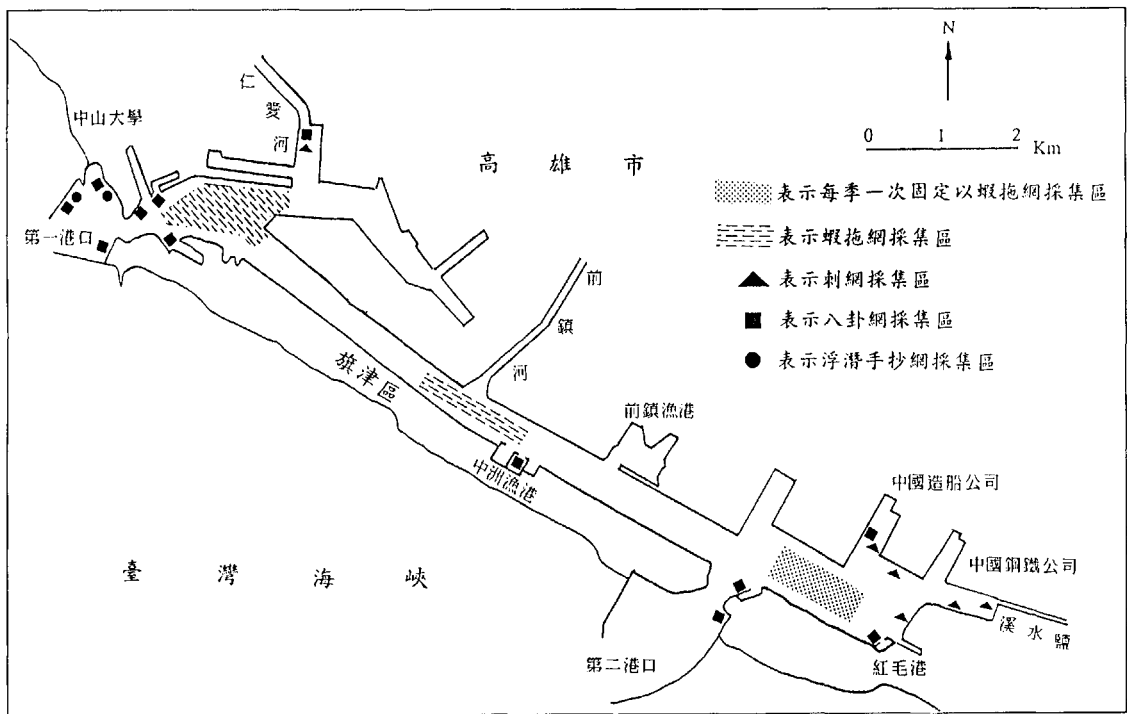 N
0 1 2 Km
仁愛河
中山大學
高雄市
表示每季一次固定以蝦拖網採集區
表示蝦拖網採集區
表示刺網採集區
表示八卦網採集區
表示浮潛手抄網採集區
第一港口
前鎮河
旗津區
前鎮漁港
中洲漁港
中國造船公司
臺灣海峽
中國鋼鐵公司
鹽水溪
第二港口
紅毛港